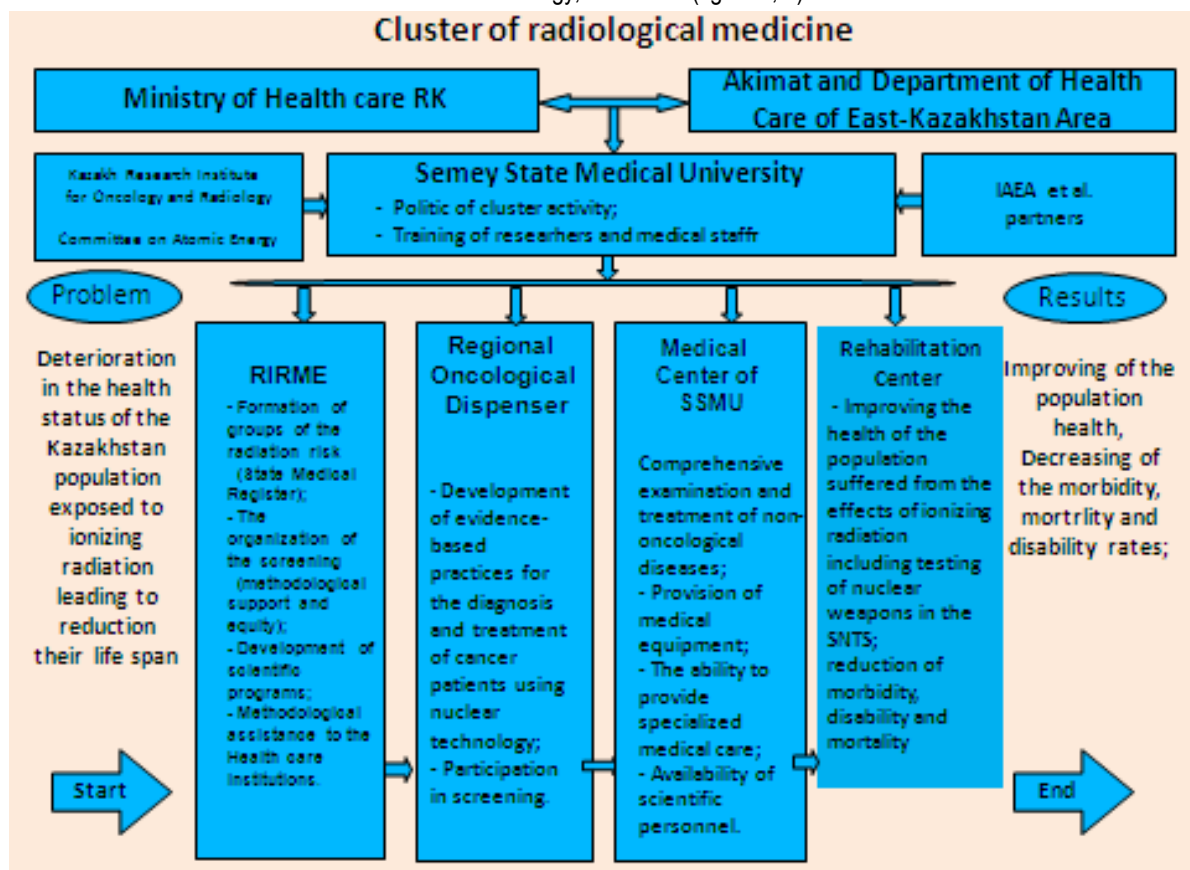 Cluster of radiological medicine
Ministry of Health care RK
Akimat and Department of Health
Care of East-Kazakhstan Area
Kazakh Research Institute
for Oncology and Radiology
Committee on Atomic Energy
Semey State Medical University
- Politic of cluster activity;
- Training of researhers and medical staffr
IAEA et al.
partners
Problem
Deterioration
in the health
status of the
Kazakhstan
population
exposed to
ionizing
radiation
leading to
reduction
their life span
Start
RIRME
- Formation of
groups of the
radiation risk
(State Medical
Register);
- The
organization of
the screening
(methodological
support and
equity);
- Development of
scientific
programs;
- Methodological
assistance to the
Health care
Institutions.
Regional
Oncological
Dispenser
- Development
of evidence-
based
practices for
the diagnosis
and treatment
of cancer
patients using
nuclear
technology;
- Participation
in screening.
Medical
Center of
SSMU
Comprehensive
examination and
treatment of non-
oncological
diseases;
- Provision of
medical
equipment;
- The ability to
provide
specialized
medical care;
- Availability of
scientific
personnel.
Rehabilitation
Center
- Improving the
health of the
population
suffered from the
effects of ionizing
radiation
including testing
of nuclear
weapons in the
SNTS;
reduction of
morbidity,
disability and
mortality
Results
Improving of the
population
health,
Decreasing of
the morbidity,
mortrlity and
disability rates;
End